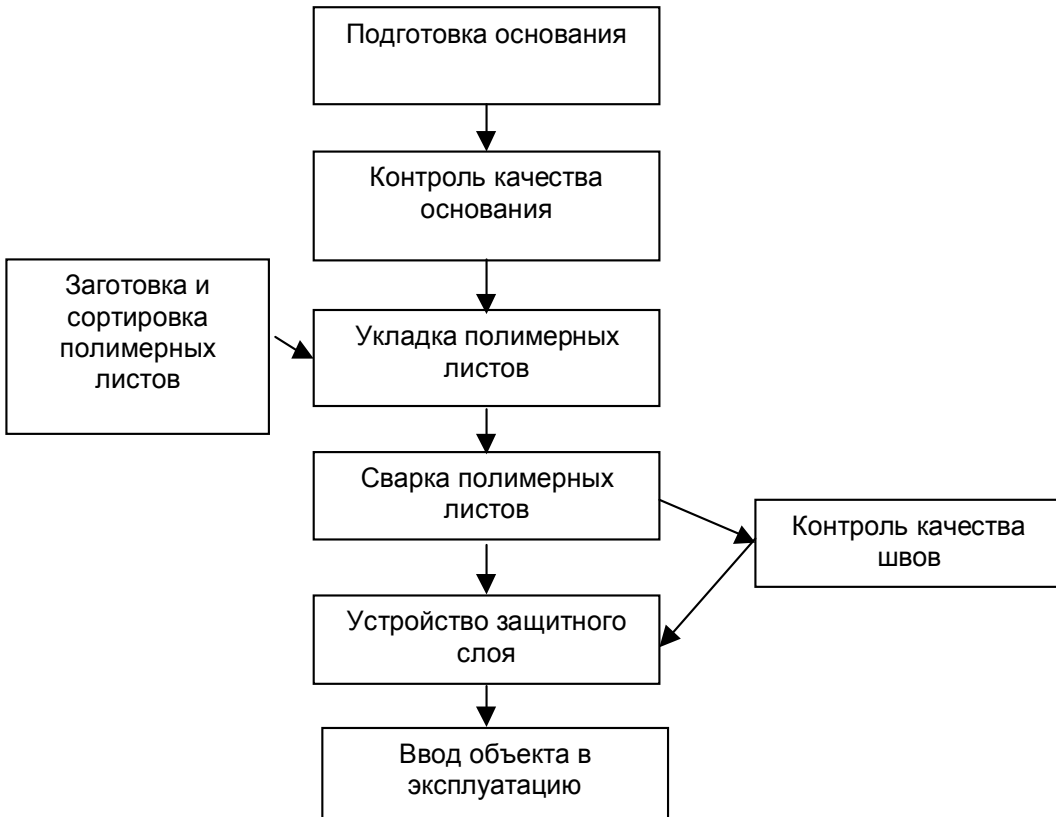 Подготовка основания
Контроль качества
основания
Заготовка и
сортировка
полимерных
листов
Укладка полимерных
листов
Сварка полимерных
листов
Контроль качества
швов
Устройство защитного
слоя
Ввод объекта в
эксплуатацию